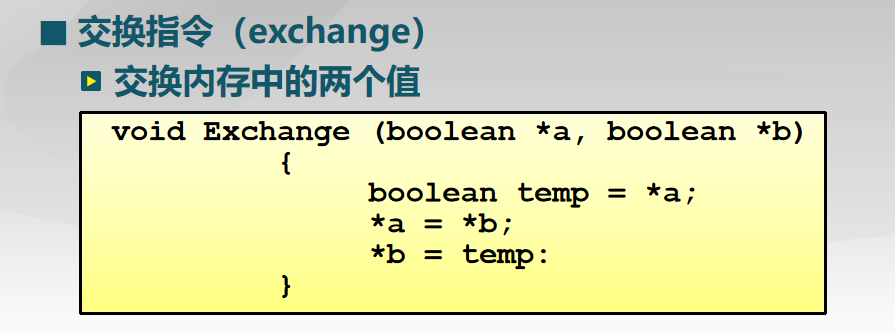 交换指令（exchange）
交换内存中的两个值
void Exchange (boolean *a, boolean *b)
{
boolean temp = *a;
*a = *b;
*b = temp:
}